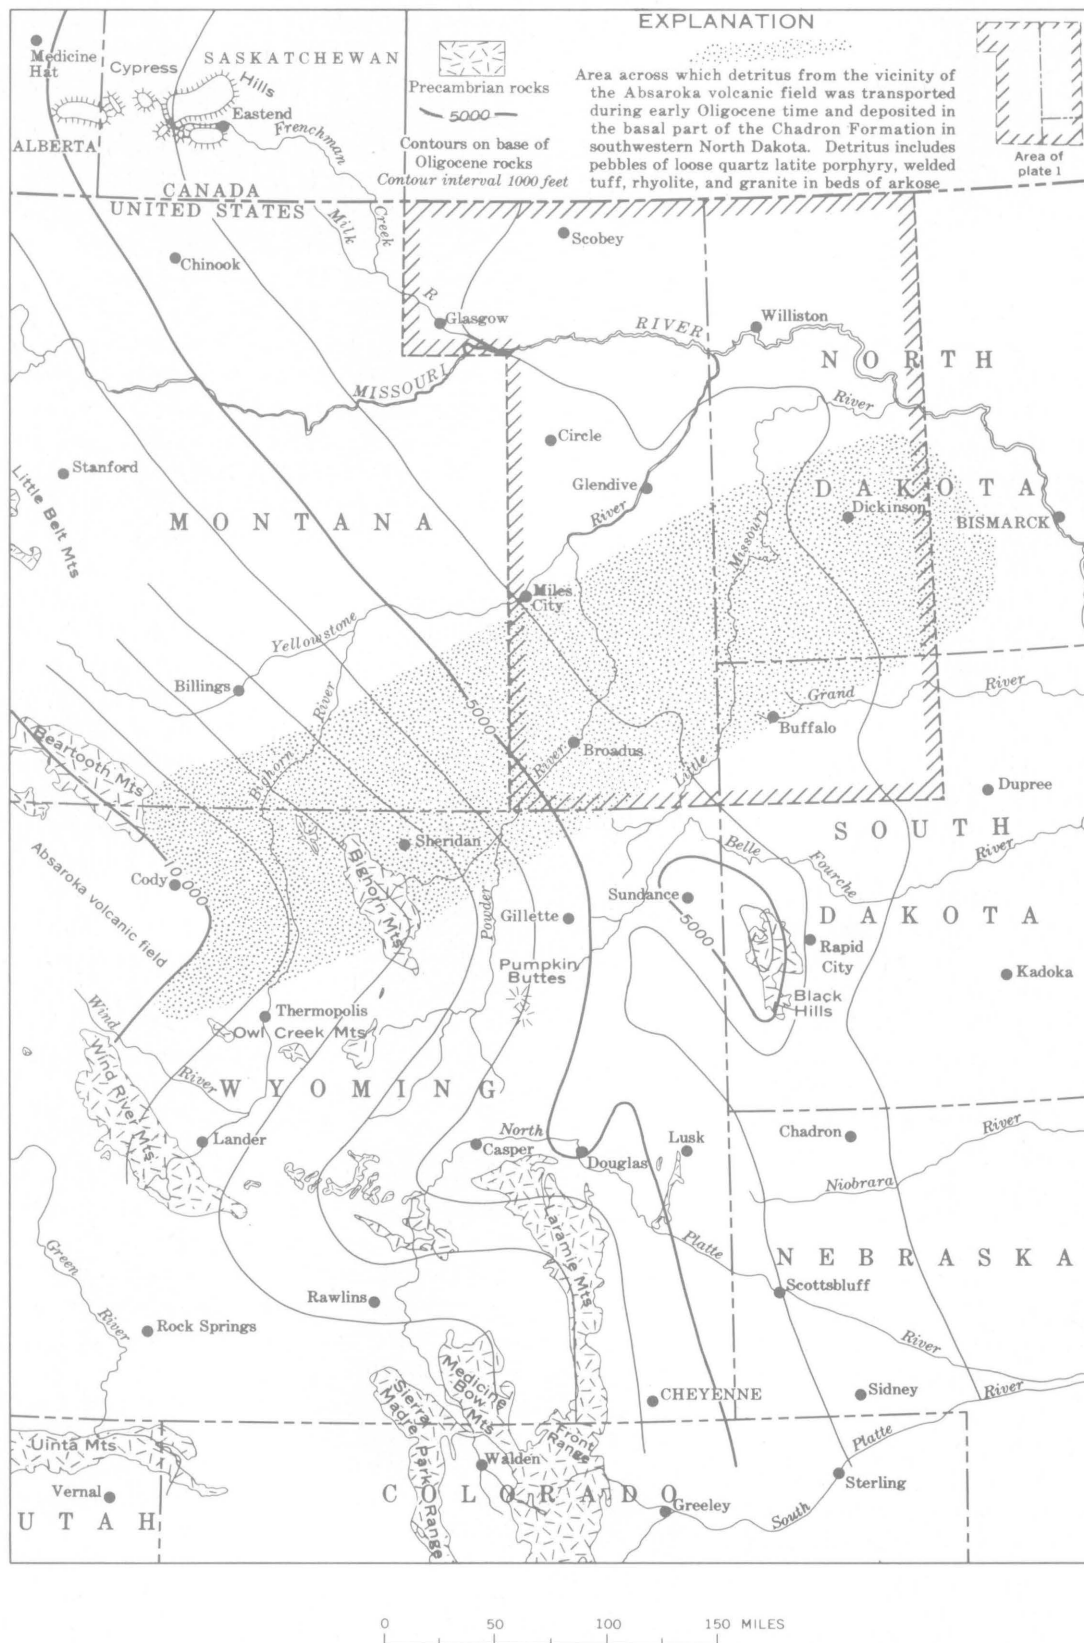 EXPLANATION
Precambrian rocks
5000
Contours on base of
Oligocene rocks
Contour interval 1000 feet
Area across which detritus from the vicinity of
the Absaroka volcanic field was transported
during early Oligocene time and deposited in
the basal part of the Chadron Formation in
southwestern North Dakota. Detritus includes
pebbles of loose quartz latite porphyry, welded
tuff, rhyolite, and granite in beds of arkose
Area of
plate 1
Medicine
Hat
Cypress
Hills
SASKATCHEWAN
Eastend
Frenchman
Creek
ALBERTA
CANADA
UNITED STATES
Milk
R
Chinook
Scobey
Glasgow
Williston
MISSOURI
RIVER
NORTH
DAKOTA
River
Circle
Stanford
Little Belt Mts
Glendive
River
Missouri
Dickinson
BISMARCK
MONTANA
Miles
City
Yellowstone
Billings
Bighorn
River
5000
Beartooth Mts
Broadus
River
Little
Grand
River
Buffalo
Dupree
SOUTH
DAKOTA
River
Absaroka volcanic field
Cody
10,000
Sheridan
Bighorn Mts
Powder
Gillette
Sundance
5000
Belle
Fourche
Rapid
City
Kadoka
Pumpkin
Buttes
Black
Hills
Thermopolis
Owl Creek Mts
Wind
River
Wind River Mts
WYOMING
Lander
North
Casper
Douglas
Lusk
Chadron
River
Niobrara
Laramie Mts
Platte
NEBRASKA
Scottsbluff
River
Green
River
Rawlins
Rock Springs
Medicine
Bow Mts
Sierra
Madre
Park
Range
CHEYENNE
Sidney
River
Platte
South
Front
Range
Uinta Mts
Walden
Vernal
UTAH
COLORADO
Greeley
Sterling
0 50 100 150 MILES